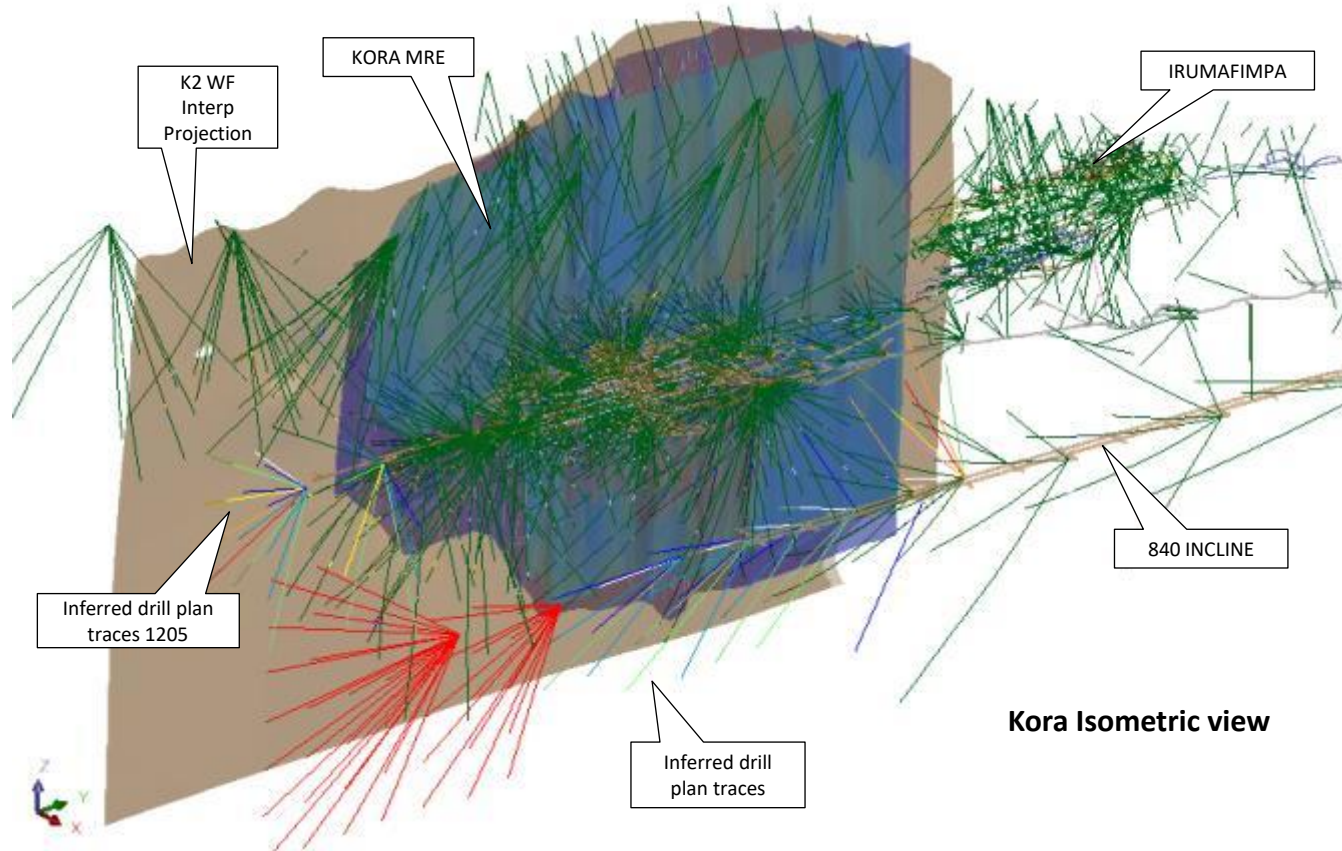 KORA MRE
IRUMAFIMPA
K2 WF
Interp
Projection
840 INCLINE
Inferred drill plan
traces 1205
Kora Isometric view
Inferred drill
plan traces
Z
Y
X